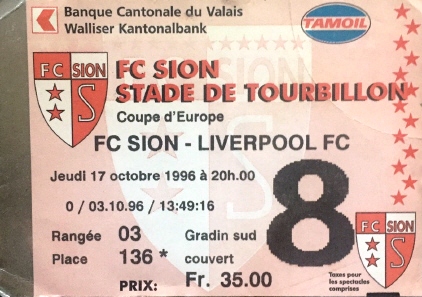 Banque Cantonale du Valais
Walliser Kantonalbank
TAMOIL
FC SION
FC SION
STADE DE TOURBILLON
S
Coupe d'Europe
FC SION - LIVERPOOL FC
Jeudi 17 octobre 1996 à 20h.00
0 / 03.10.96 / 13:49:16
8
Rangée 03 Gradin sud
Place 136 * couvert
PRIX: Fr. 35.00
FC SION
S
Taxes pour
les spectacles
comprises